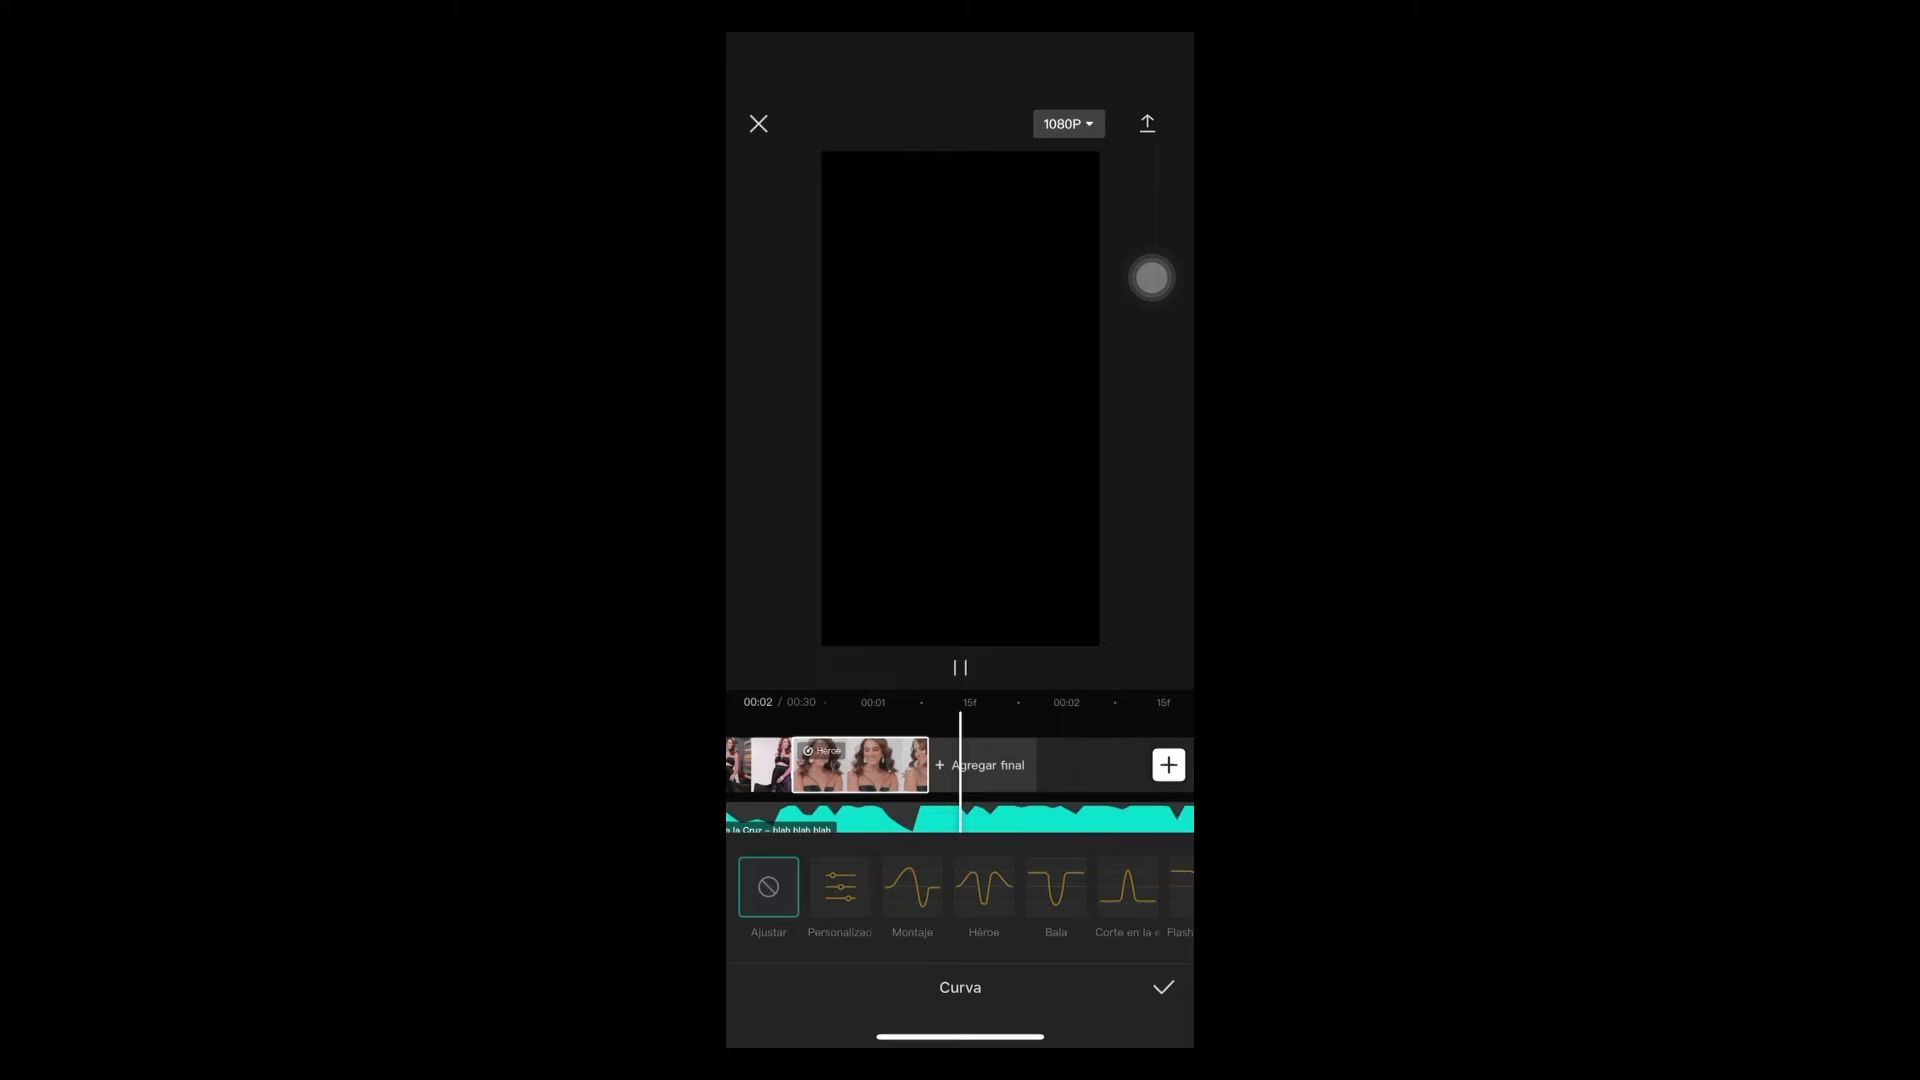 1080P
00:02 / 00:30
00:01
15f
00:02
15f
Héroe
+ Agregar final
e la Cruz – blah blah blah
Ajustar
Personalizad
Montaje
Héroe
Bala
Corte en la e
Flash
Curva